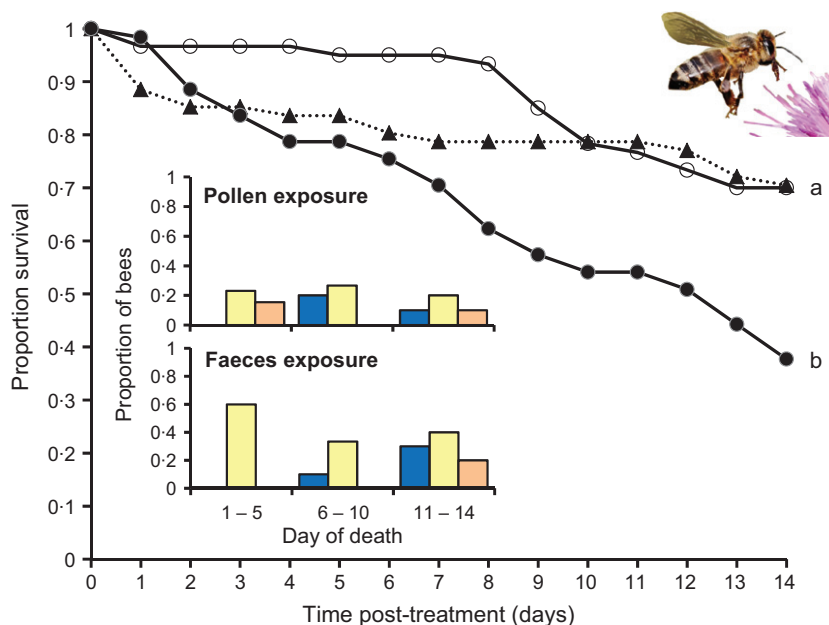 1
0·9
0·8
0·7
0·6
0·5
0·4
0·3
0·2
0·1
0
Proportion survival
0 1 2 3 4 5 6 7 8 9 10 11 12 13 14
Time post-treatment (days)
a
b
Pollen exposure
1
0·8
0·6
0·4
0·2
0
Proportion of bees
Faeces exposure
1
0·8
0·6
0·4
0·2
0
1 – 5 6 – 10 11 – 14
Day of death